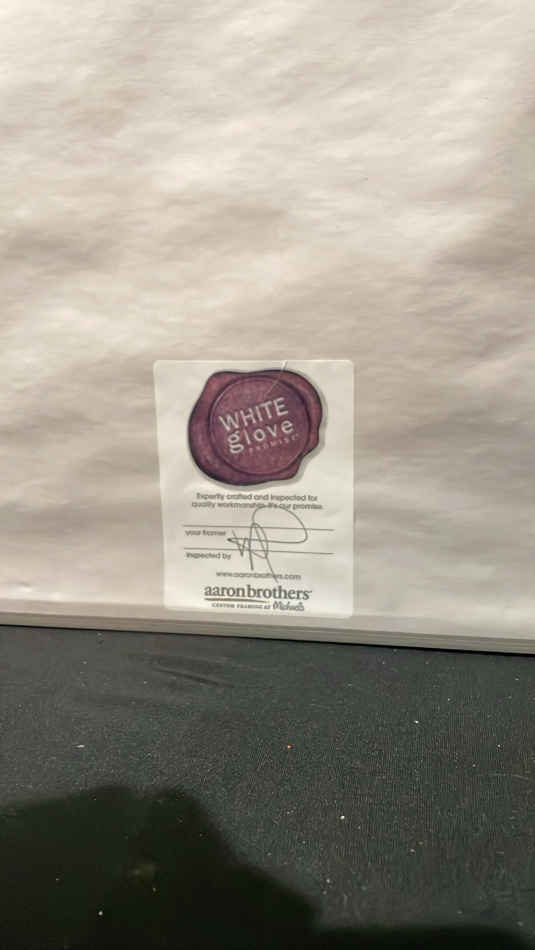 WHITE
glove
PROMISE
Expertly crafted and inspected for
quality workmanship. It's our promise.
your framer
inspected by
www.aaronbrothers.com
aaronbrothers
CUSTOM FRAMING AT Michaels